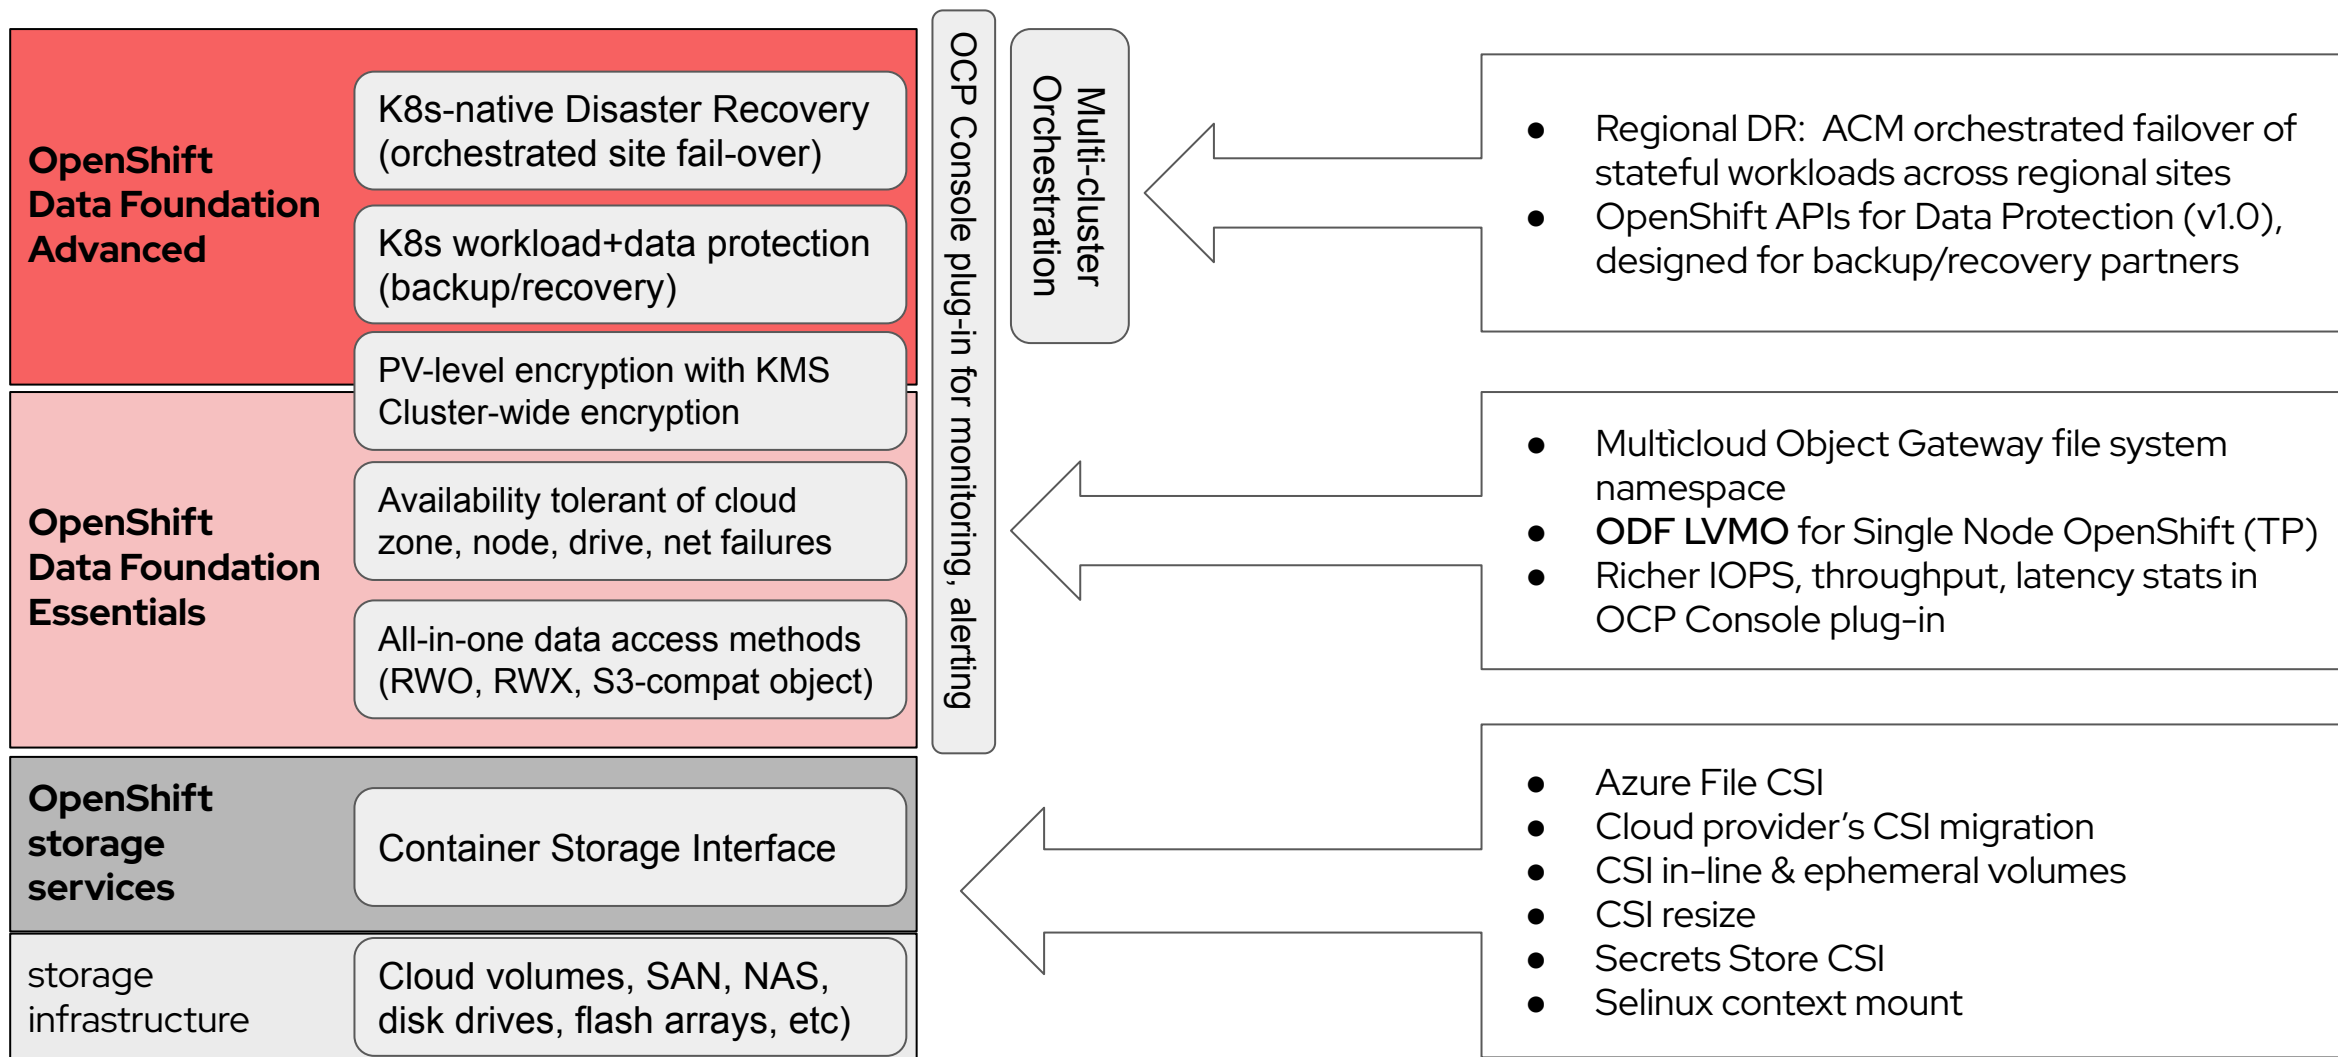 OpenShift
Data Foundation
Advanced
K8s-native Disaster Recovery
(orchestrated site fail-over)
K8s workload+data protection
(backup/recovery)
PV-level encryption with KMS
Cluster-wide encryption
OpenShift
Data Foundation
Essentials
Availability tolerant of cloud
zone, node, drive, net failures
All-in-one data access methods
(RWO, RWX, S3-compat object)
OpenShift
storage
services
Container Storage Interface
storage
infrastructure
Cloud volumes, SAN, NAS,
disk drives, flash arrays, etc)
OCP Console plug-in for monitoring, alerting
Multi-cluster
Orchestration
● Regional DR:  ACM orchestrated failover of
stateful workloads across regional sites
● OpenShift APIs for Data Protection (v1.0),
designed for backup/recovery partners
● Multicloud Object Gateway file system
namespace
● ODF LVMO for Single Node OpenShift (TP)
● Richer IOPS, throughput, latency stats in
OCP Console plug-in
● Azure File CSI
● Cloud provider’s CSI migration
● CSI in-line & ephemeral volumes
● CSI resize
● Secrets Store CSI
● Selinux context mount